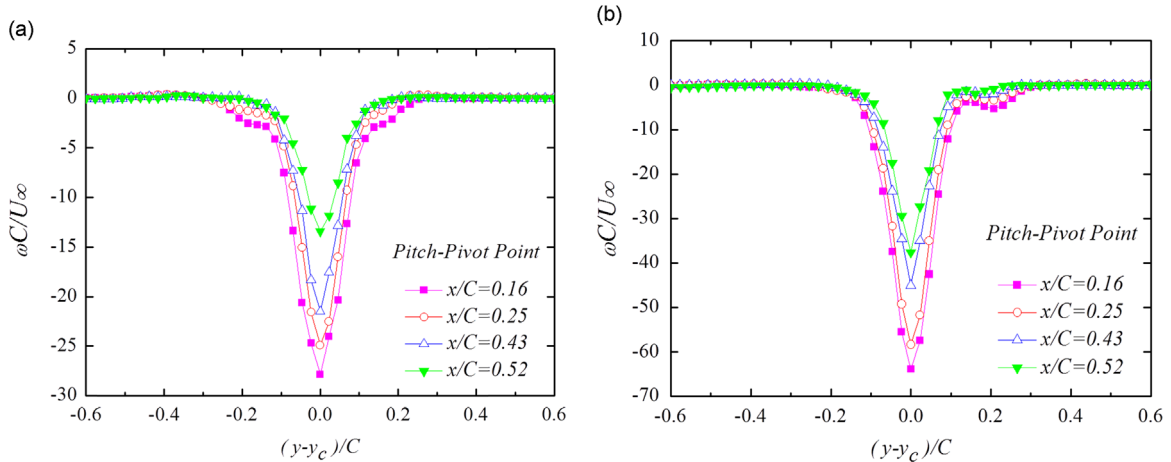 (a)
5
0
-5
-10
-15
-20
-25
-30
-0.6 -0.4 -0.2 0.0 0.2 0.4 0.6
ωC/U∞
(y-yc)/C
Pitch-Pivot Point
x/C=0.16
x/C=0.25
x/C=0.43
x/C=0.52
(b)
10
0
-10
-20
-30
-40
-50
-60
-70
-0.6 -0.4 -0.2 0.0 0.2 0.4 0.6
ωC/U∞
(y-yc)/C
Pitch-Pivot Point
x/C=0.16
x/C=0.25
x/C=0.43
x/C=0.52